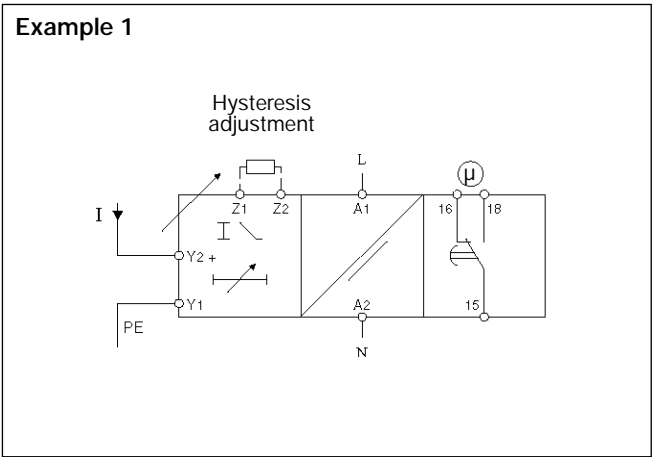 Example 1
Hysteresis
adjustment
L
μ
Z1 Z2 A1 16 18
I
Y2 +
Y1 A2 15
PE
N